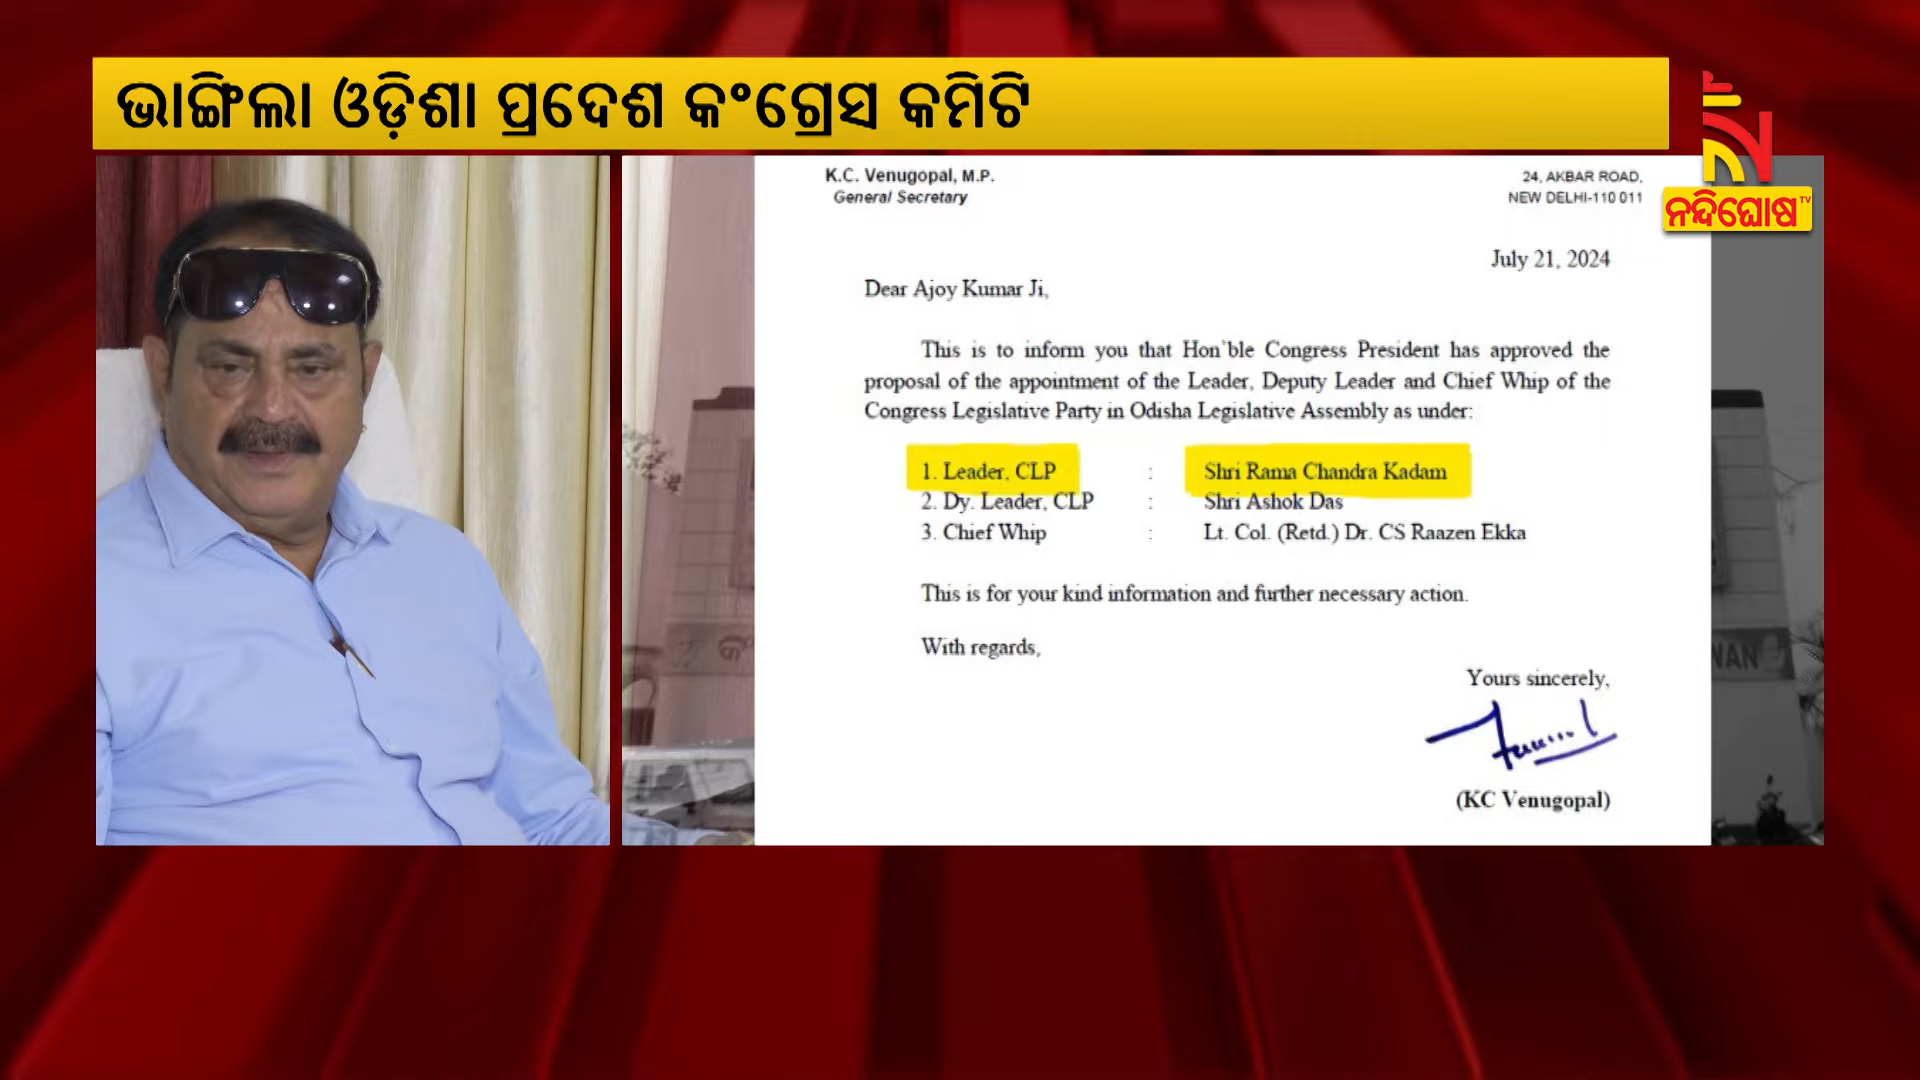 ଭାଙ୍ଗିଲା ଓଡ଼ିଶା ପ୍ରଦେଶ କଂଗ୍ରେସ କମିଟି
ନନ୍ଦିଘୋଷ TV
K.C. Venugopal, M.P.
General Secretary
24, AKBAR ROAD,
NEW DELHI-110 011
July 21, 2024
Dear Ajoy Kumar Ji,
This is to inform you that Hon'ble Congress President has approved the
proposal of the appointment of the Leader, Deputy Leader and Chief Whip of the
Congress Legislative Party in Odisha Legislative Assembly as under:
1. Leader, CLP : Shri Rama Chandra Kadam
2. Dy. Leader, CLP : Shri Ashok Das
3. Chief Whip : Lt. Col. (Retd.) Dr. CS Raazen Ekka
This is for your kind information and further necessary action.
With regards,
Yours sincerely,
(KC Venugopal)